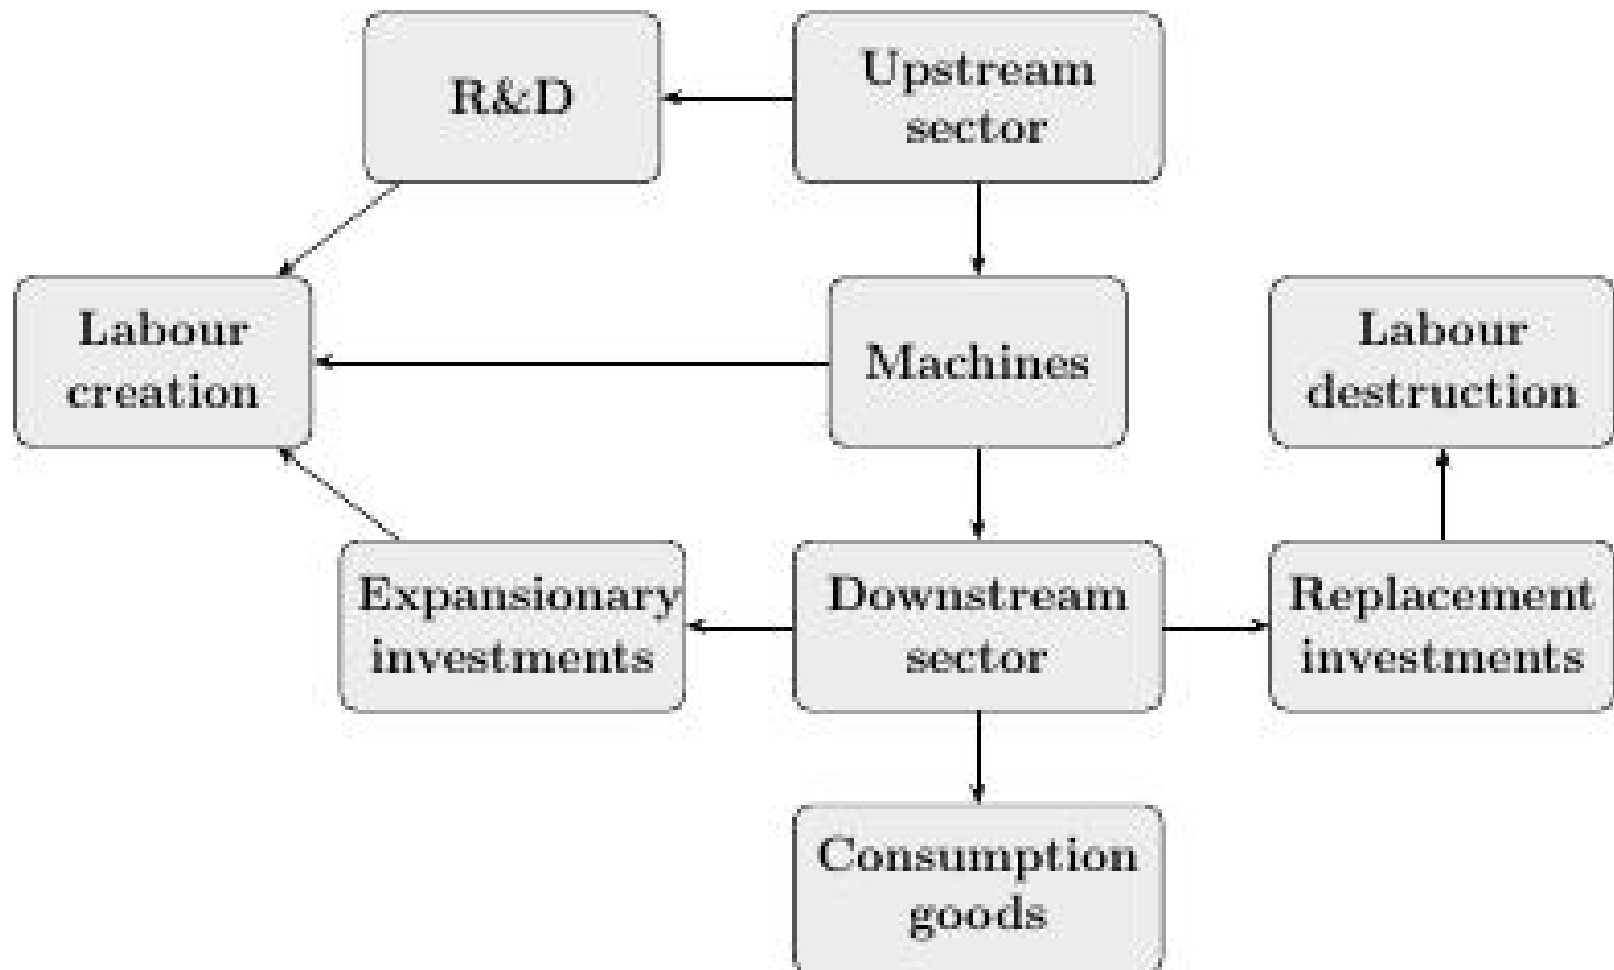 R&D
Upstream
sector
Labour
creation
Machines
Labour
destruction
Expansionary
investments
Downstream
sector
Replacement
investments
Consumption
goods